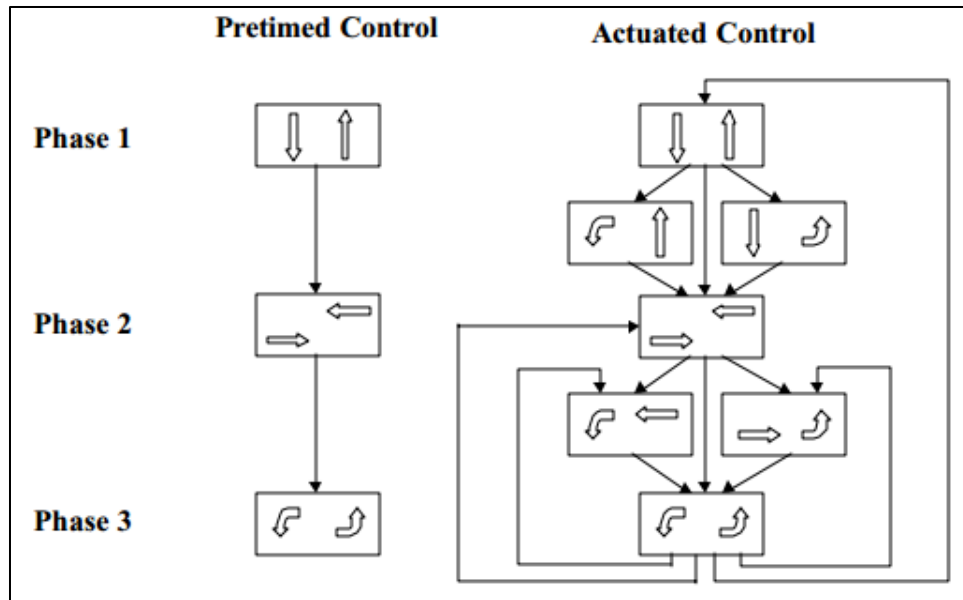 Pretimed Control
Actuated Control
Phase 1
Phase 2
Phase 3